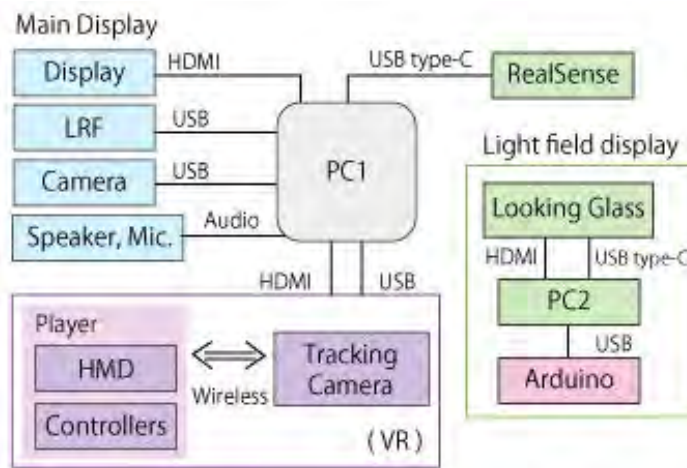 Main Display
Display
HDMI
USB type-C
RealSense
LRF
USB
PC1
Camera
USB
Speaker, Mic.
Audio
Light field display
Looking Glass
HDMI
USB type-C
PC2
USB
Arduino
HDMI
USB
Player
HMD
Controllers
Wireless
Tracking
Camera
( VR )